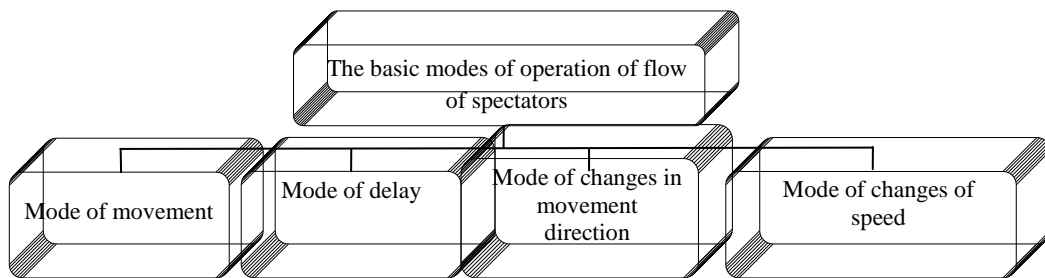 The basic modes of operation of flow
of spectators
Mode of movement
Mode of delay
Mode of changes in
movement
direction
Mode of changes of
speed